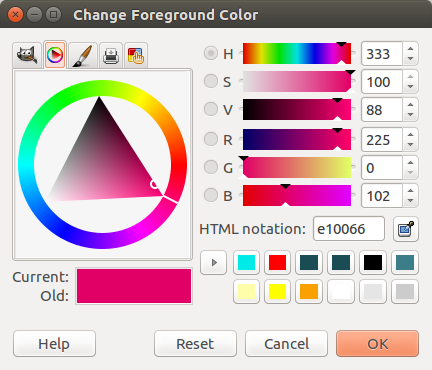 Change Foreground Color
H 333
S 100
V 88
R 225
G 0
B 102
HTML notation: e10066
Current:
Old:
Help Reset Cancel OK